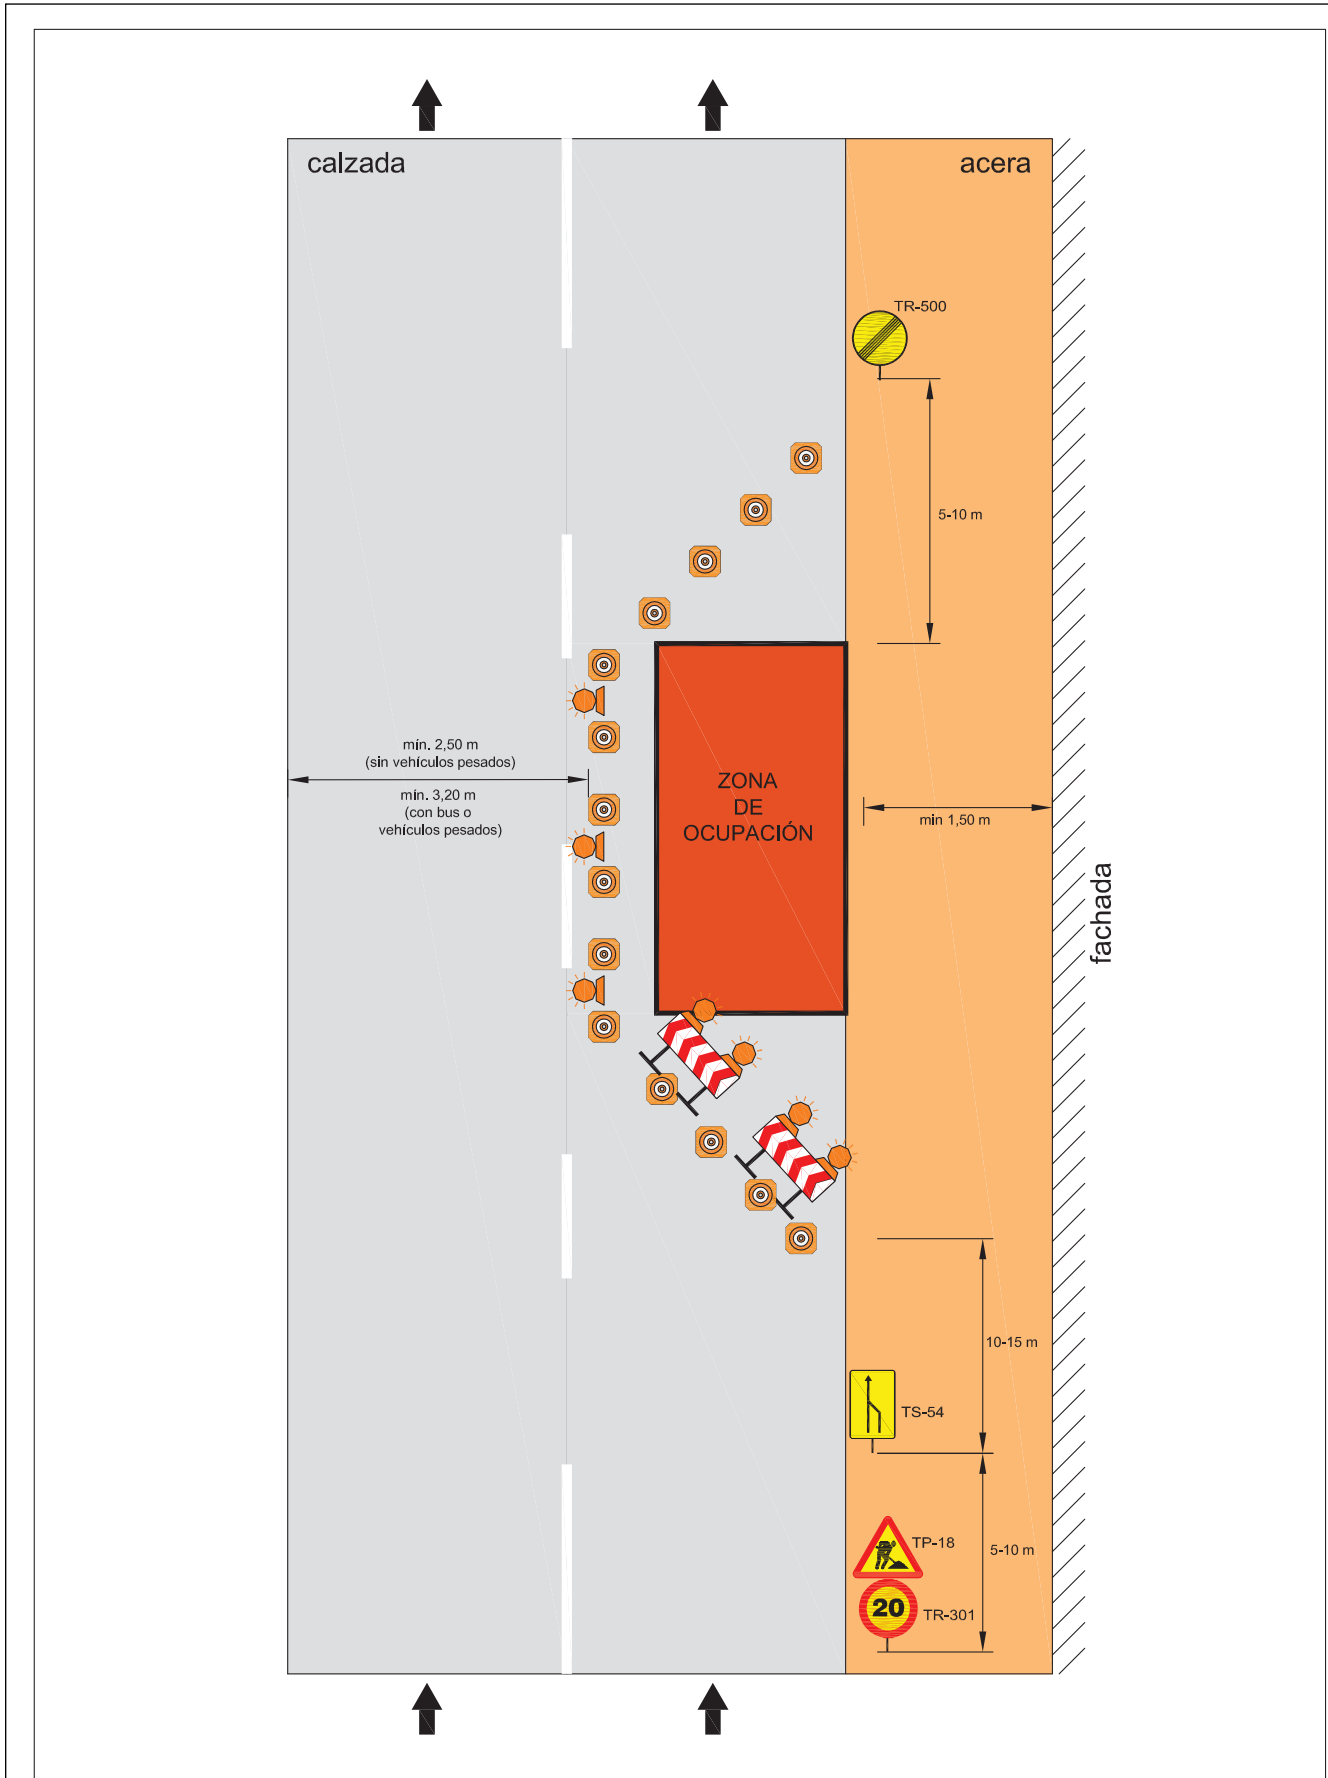 calzada
acera
TR-500
5-10 m
mín. 2,50 m
(sin vehículos pesados)
mín. 3,20 m
(con bus o
vehículos pesados)
ZONA
DE
OCUPACIÓN
min 1,50 m
fachada
10-15 m
TS-54
TP-18
5-10 m
20
TR-301